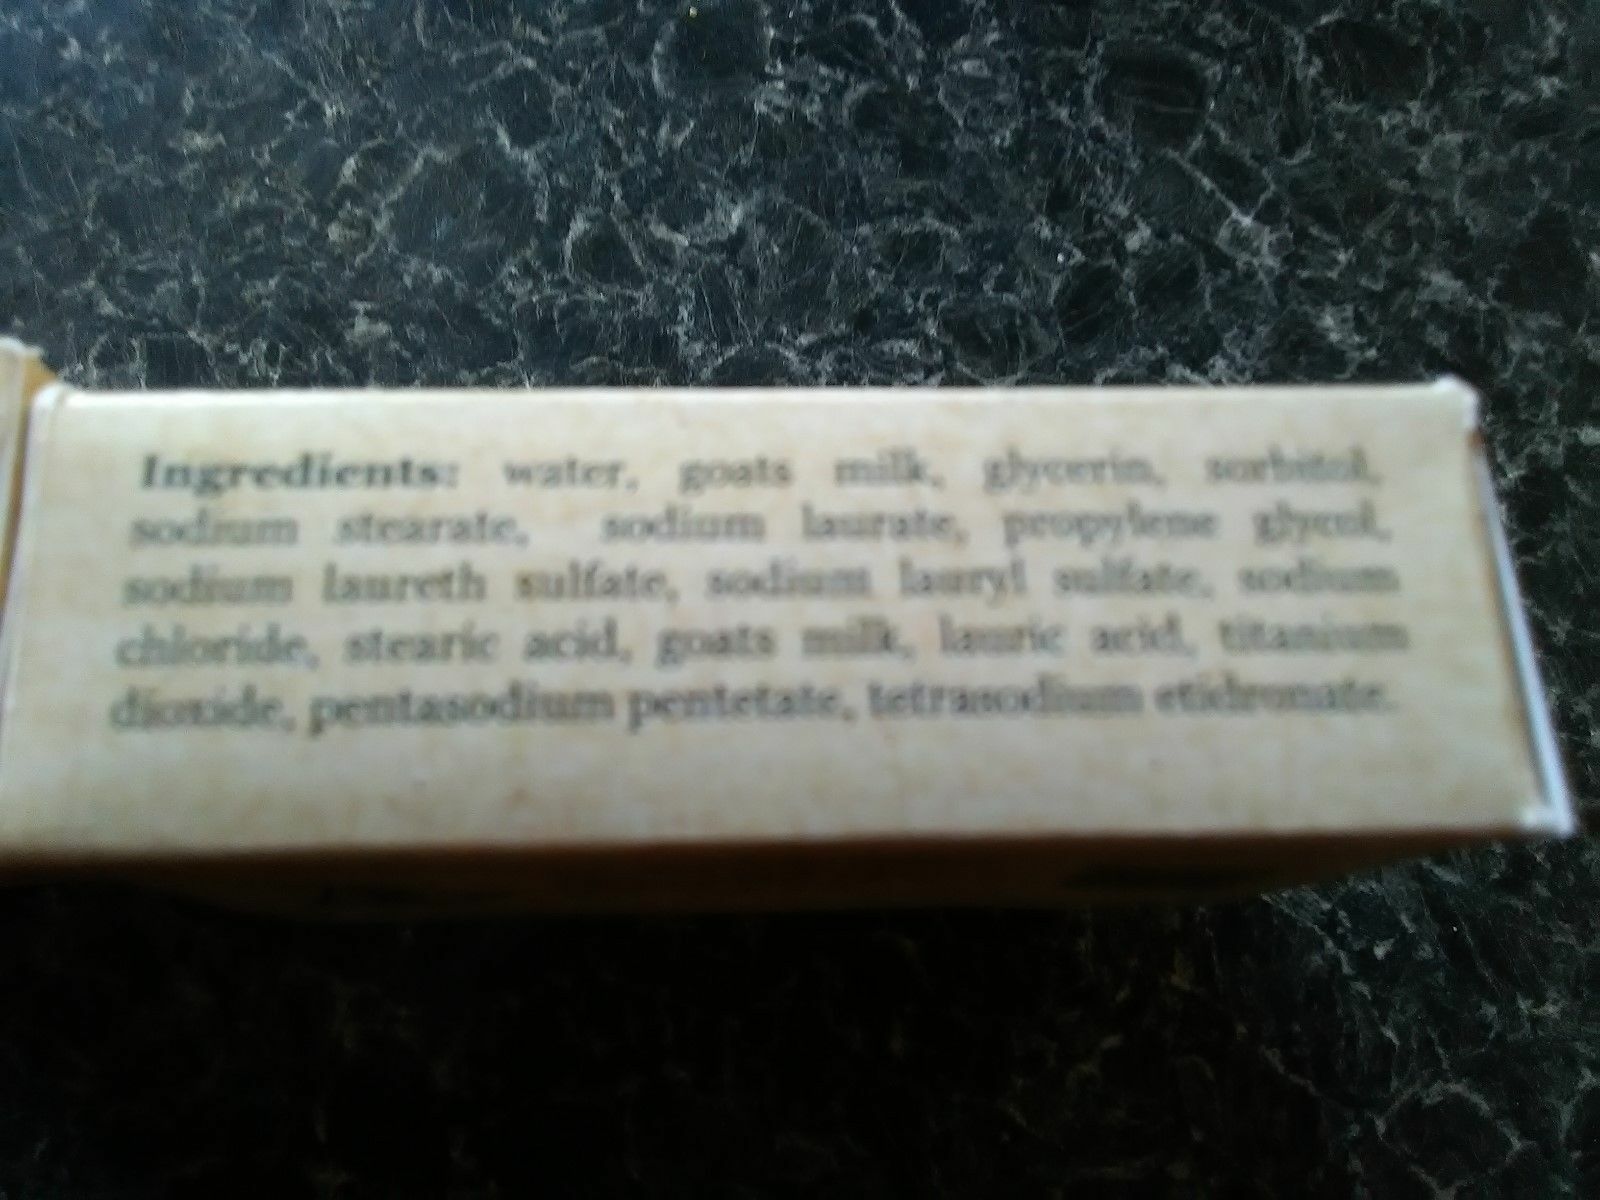 Ingredients: water, goats milk, glycerin, sorbitol,
sodium stearate, sodium laurate, propylene glycol,
sodium laureth sulfate, sodium lauryl sulfate, sodium
chloride, stearic acid, goats milk, lauric acid, titanium
dioxide, pentasodium pentetate, tetrasodium etidronate.